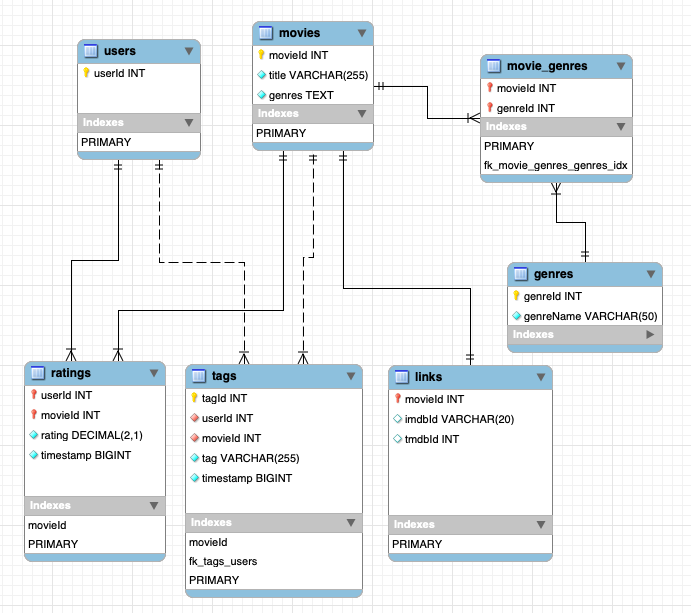 users
userId INT
Indexes
PRIMARY
movies
movieId INT
title VARCHAR(255)
genres TEXT
Indexes
PRIMARY
movie_genres
movieId INT
genreId INT
Indexes
PRIMARY
fk_movie_genres_genres_idx
genres
genreId INT
genreName VARCHAR(50)
Indexes
ratings
userId INT
movieId INT
rating DECIMAL(2,1)
timestamp BIGINT
Indexes
movieId
PRIMARY
tags
tagId INT
userId INT
movieId INT
tag VARCHAR(255)
timestamp BIGINT
Indexes
movieId
fk_tags_users
PRIMARY
links
movieId INT
imdbId VARCHAR(20)
tmdbId INT
Indexes
PRIMARY